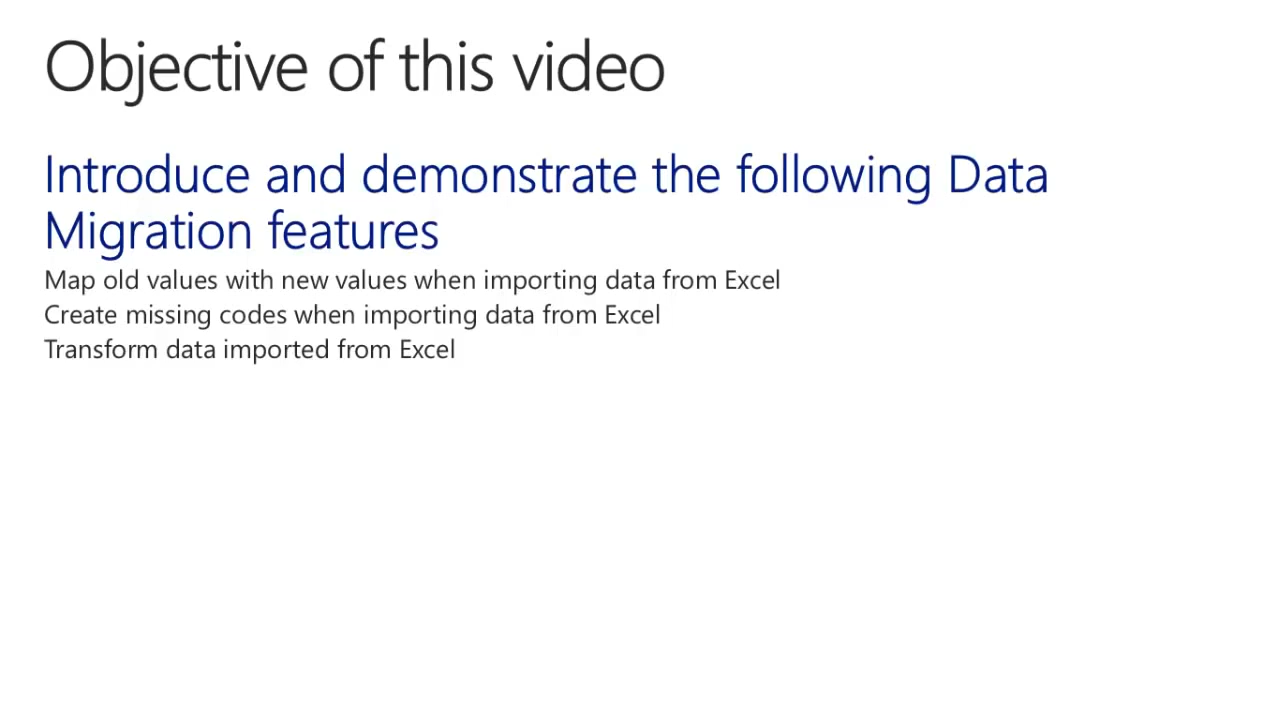 Objective of this video
Introduce and demonstrate the following Data
Migration features
Map old values with new values when importing data from Excel
Create missing codes when importing data from Excel
Transform data imported from Excel